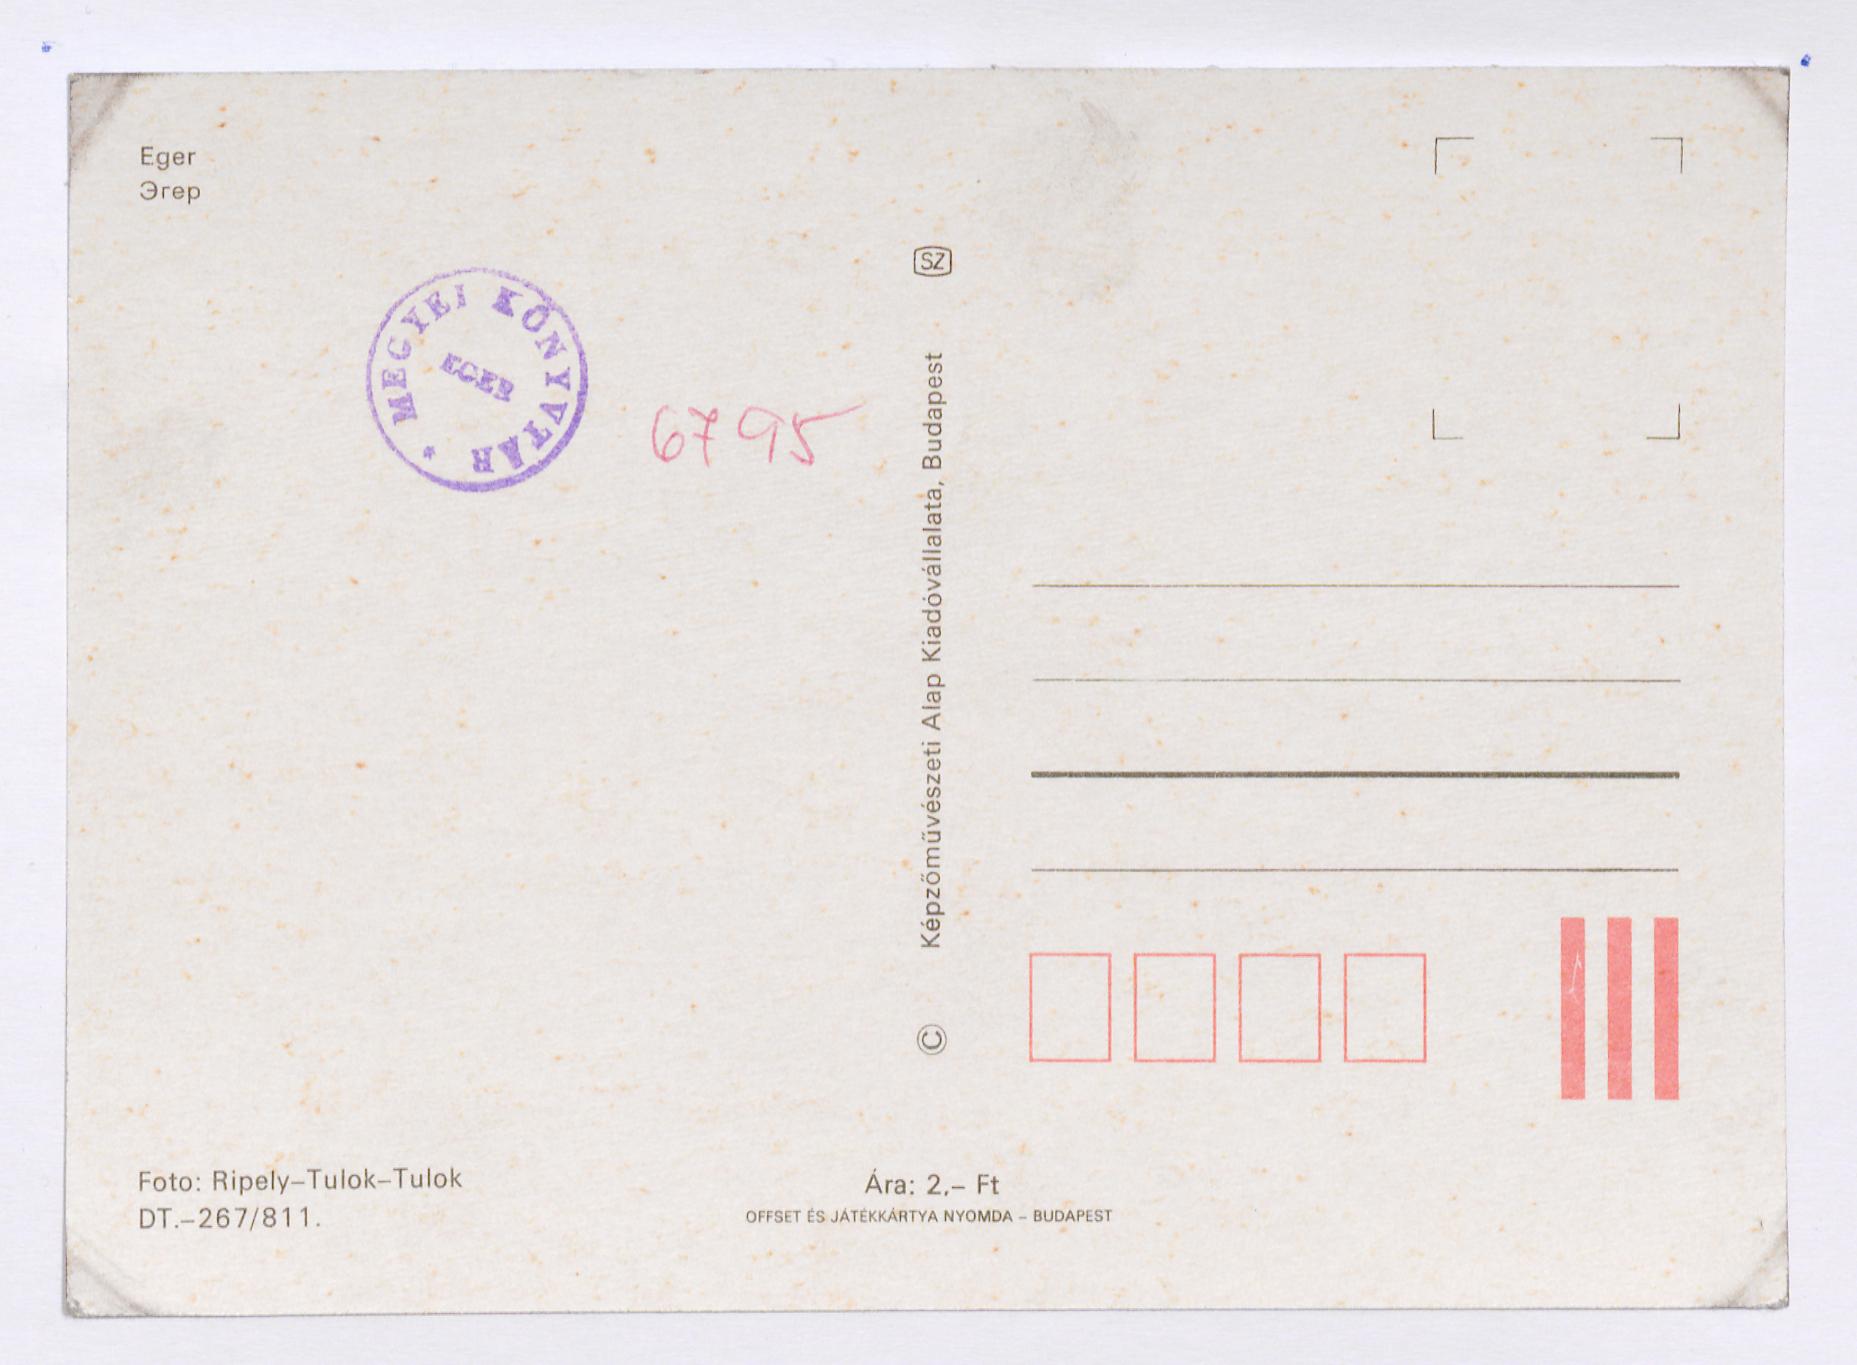 Eger
Эгер
MEGYEI KÖNYVTÁR *
EGER
6795
SZ
© Képzőművészeti Alap Kiadóvállalata, Budapest
Foto: Ripely–Tulok–Tulok
DT.–267/811.
Ára: 2,– Ft
OFFSET ÉS JÁTÉKKÁRTYA NYOMDA – BUDAPEST